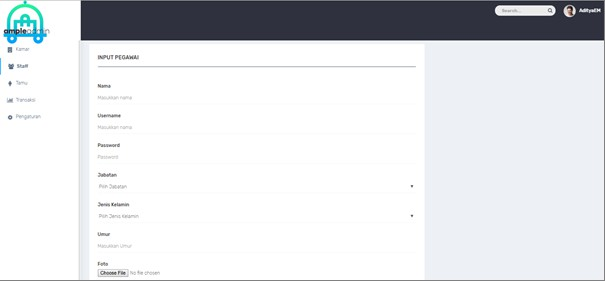 Search...
AdityaEM
ampleadmin
Kamar
Staff
Tamu
Transaksi
Pengaturan
INPUT PEGAWAI
Nama
Masukkan nama
Username
Masukkan nama
Password
Password
Jabatan
Pilih Jabatan
Jenis Kelamin
Pilih Jenis Kelamin
Umur
Masukkan Umur
Foto
Choose File No file chosen